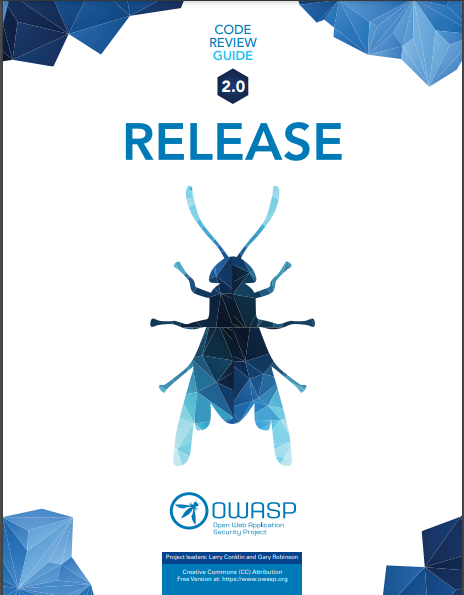 CODE
REVIEW
GUIDE
2.0
RELEASE
OWASP
Open Web Application
Security Project
Project leaders: Larry Conklin and Gary Robinson
Creative Commons (CC) Attribution
Free Version at: https://www.owasp.org